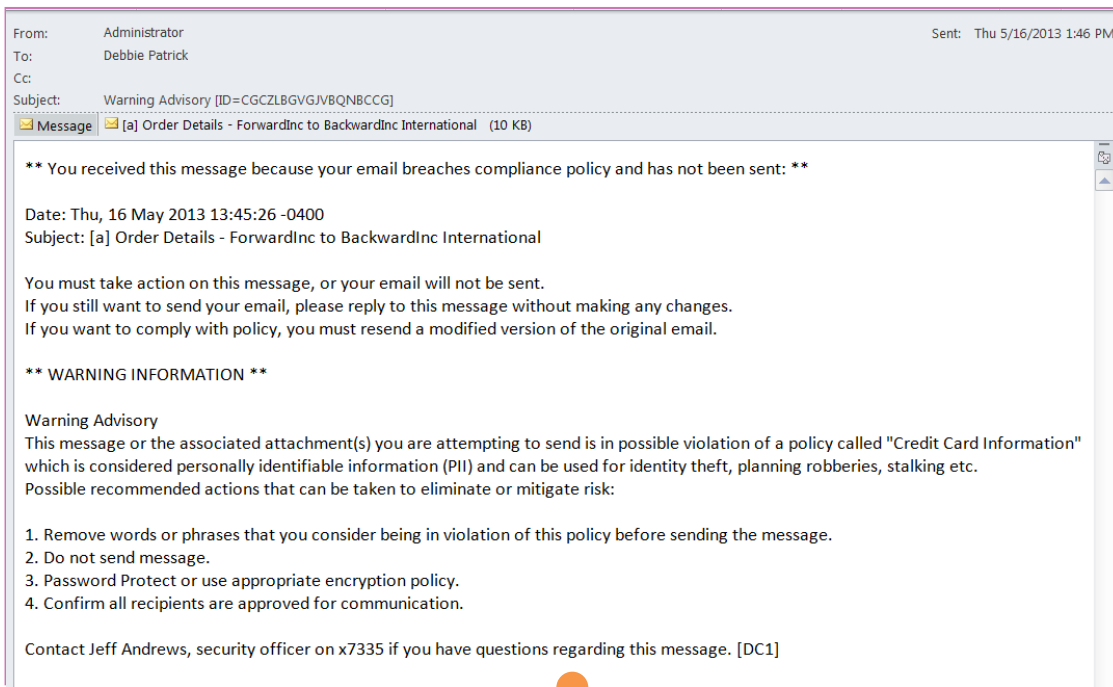 From: Administrator Sent: Thu 5/16/2013 1:46 PM
To: Debbie Patrick
Cc:
Subject: Warning Advisory [ID=CGCZLBGVGJVBQNBCCG]
Message [a] Order Details - ForwardInc to BackwardInc International (10 KB)
** You received this message because your email breaches compliance policy and has not been sent: **
Date: Thu, 16 May 2013 13:45:26 -0400
Subject: [a] Order Details - ForwardInc to BackwardInc International
You must take action on this message, or your email will not be sent.
If you still want to send your email, please reply to this message without making any changes.
If you want to comply with policy, you must resend a modified version of the original email.
** WARNING INFORMATION **
Warning Advisory
This message or the associated attachment(s) you are attempting to send is in possible violation of a policy called "Credit Card Information"
which is considered personally identifiable information (PII) and can be used for identity theft, planning robberies, stalking etc.
Possible recommended actions that can be taken to eliminate or mitigate risk:
1. Remove words or phrases that you consider being in violation of this policy before sending the message.
2. Do not send message.
3. Password Protect or use appropriate encryption policy.
4. Confirm all recipients are approved for communication.
Contact Jeff Andrews, security officer on x7335 if you have questions regarding this message. [DC1]